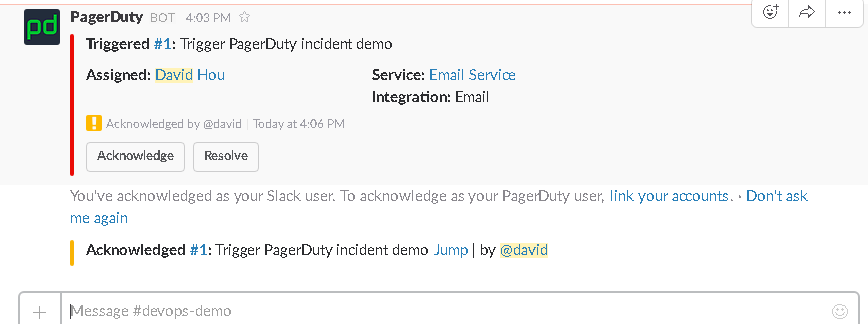 pd PagerDuty BOT 4:03 PM
Triggered #1: Trigger PagerDuty incident demo
Assigned: David Hou Service: Email Service
Integration: Email
! Acknowledged by @david | Today at 4:06 PM
Acknowledge Resolve
You've acknowledged as your Slack user. To acknowledge as your PagerDuty user, link your accounts. · Don't ask
me again
Acknowledged #1: Trigger PagerDuty incident demo Jump | by @david
+ Message #devops-demo